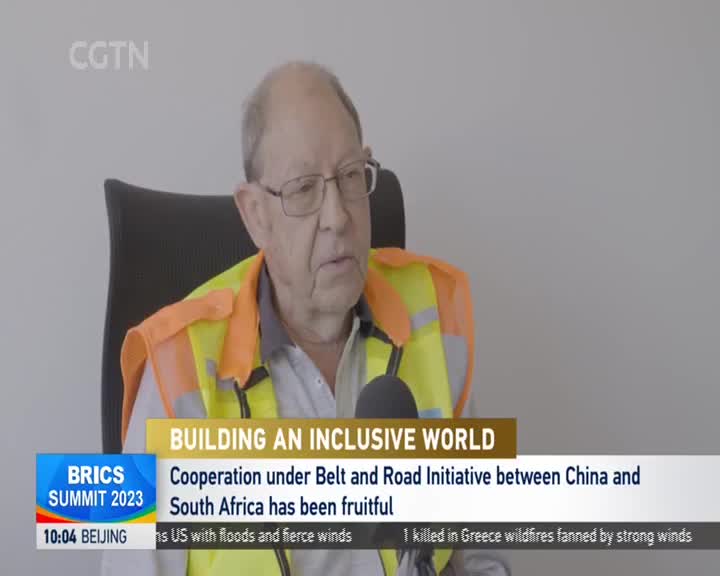 CGTN
BUILDING AN INCLUSIVE WORLD
BRICS
SUMMIT 2023
Cooperation under Belt and Road Initiative between China and
South Africa has been fruitful
10:04 BEIJING
US with floods and fierce winds
1 killed in Greece wildfires fanned by strong winds